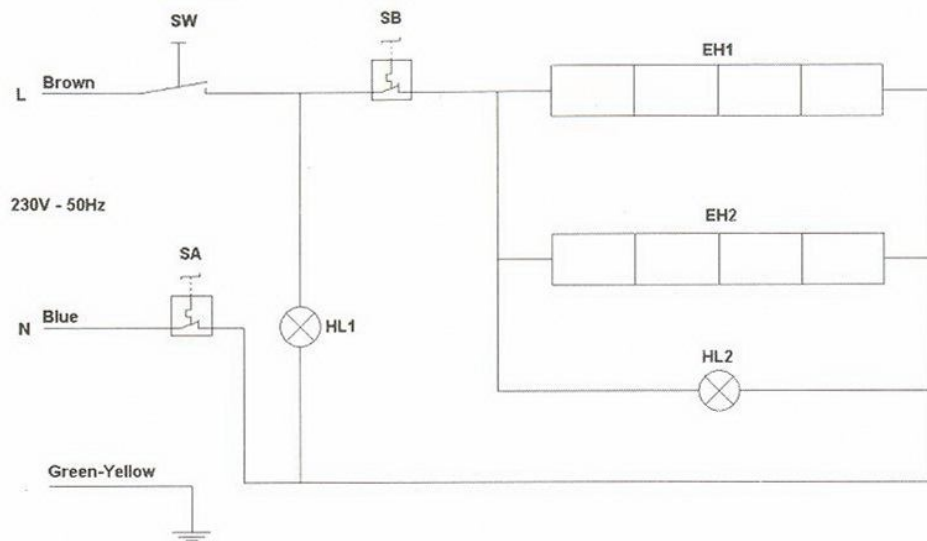 SW
SB
EH1
L Brown
230V - 50Hz
EH2
SA
N Blue
HL1
HL2
Green-Yellow